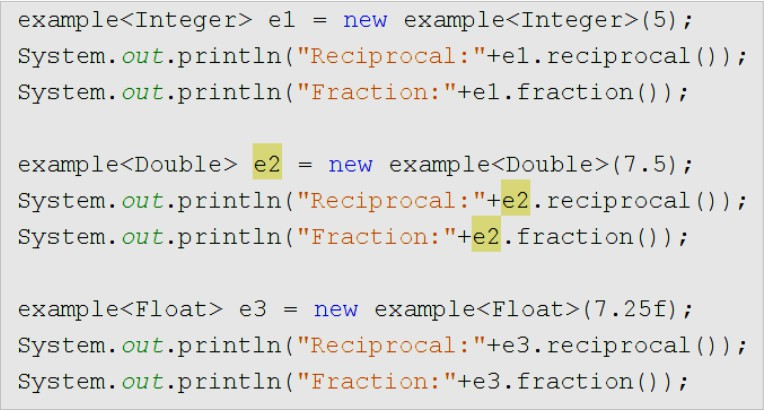 example<Integer> e1 = new example<Integer>(5);
System.out.println("Reciprocal:"+e1.reciprocal());
System.out.println("Fraction:"+e1.fraction());
example<Double> e2 = new example<Double>(7.5);
System.out.println("Reciprocal:"+e2.reciprocal());
System.out.println("Fraction:"+e2.fraction());
example<Float> e3 = new example<Float>(7.25f);
System.out.println("Reciprocal:"+e3.reciprocal());
System.out.println("Fraction:"+e3.fraction());